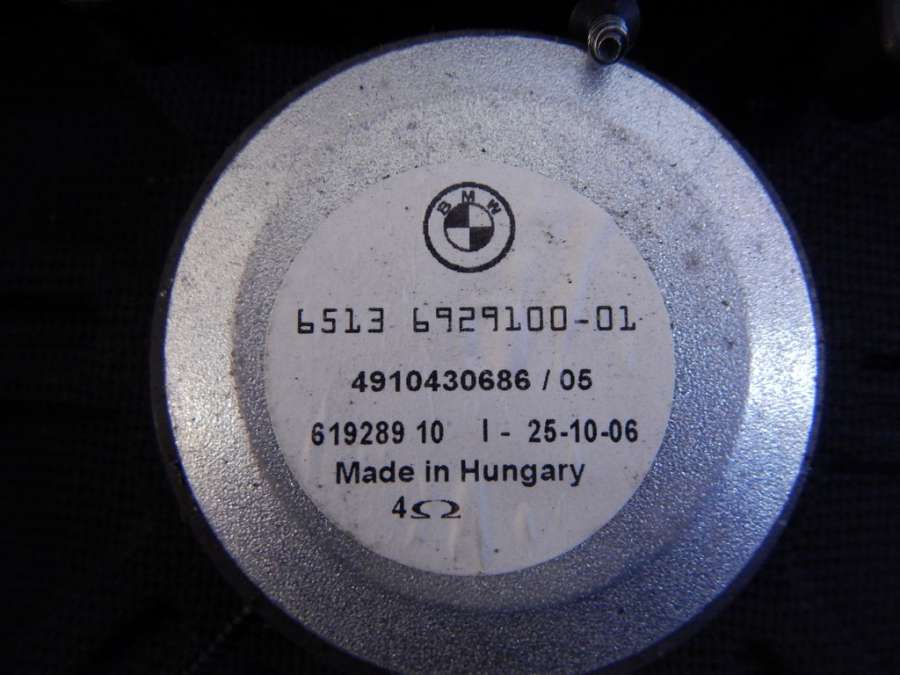 BMW
6513 6929100-01
4910430686 / 05
619289 10 I - 25-10-06
Made in Hungary
4Ω